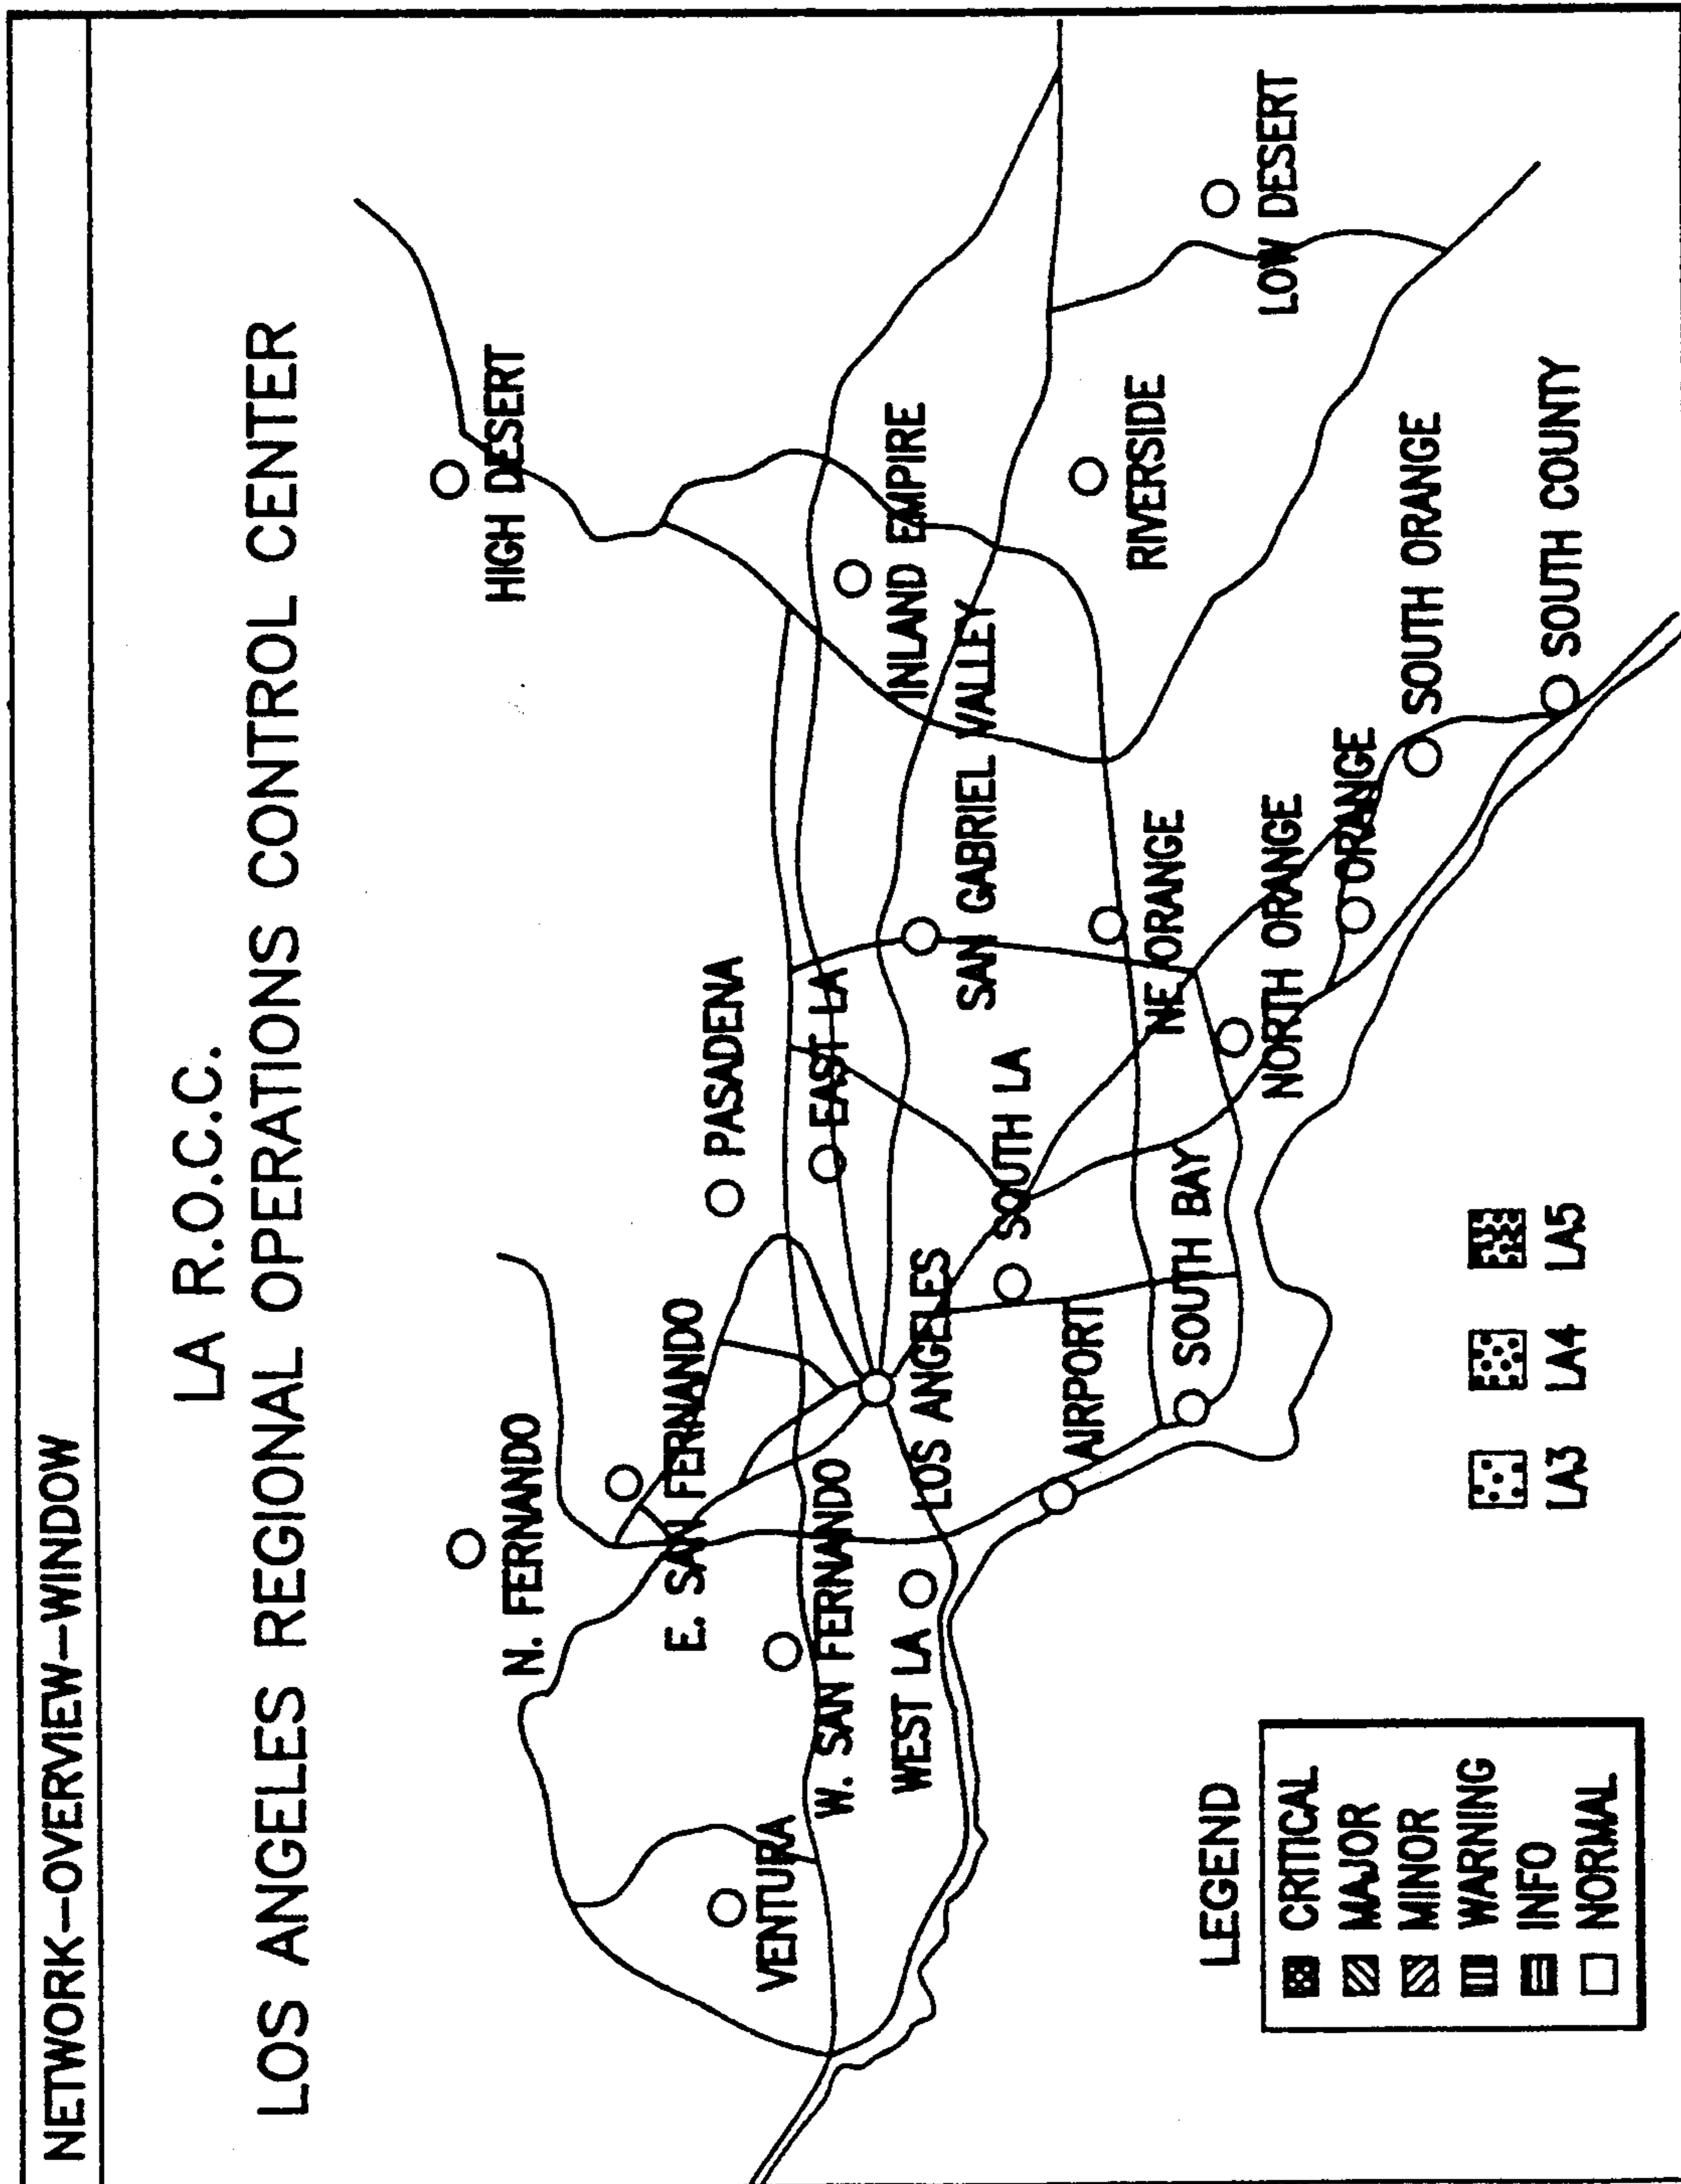 NETWORK-OVERVIEW-WINDOW
LA R.O.C.C.
LOS ANGELES REGIONAL OPERATIONS CONTROL CENTER
HIGH DESERT
N. FERNANDO
E. SAN FERNANDO
PASADENA
VENTURA
W. SAN FERNANDO
EAST LA
INLAND EMPIRE
WEST LA
LOS ANGELES
SAN GABRIEL VALLEY
SOUTH LA
AIRPORT
RIVERSIDE
NE ORANGE
SOUTH BAY
LOW DESERT
NORTH ORANGE
ORANGE
SOUTH ORANGE
SOUTH COUNTY
LEGEND
CRITICAL
MAJOR
MINOR
WARNING
INFO
NORMAL
LA3
LA4
LA5